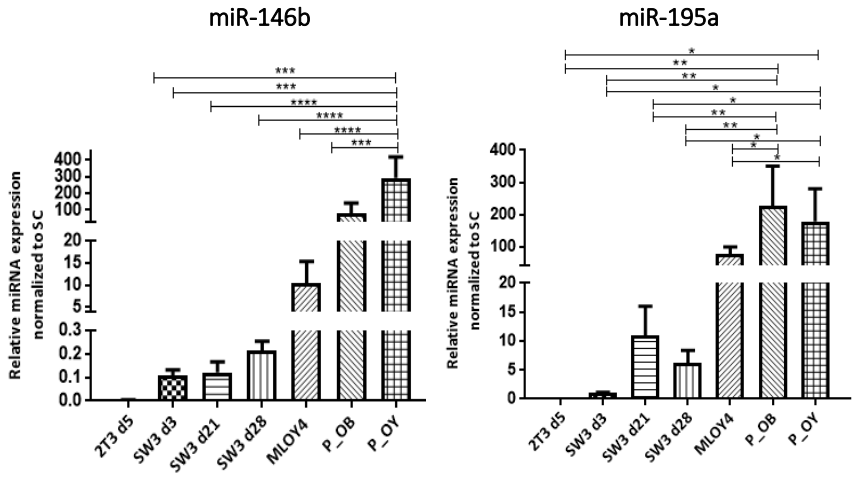 miR-146b
***
***
****
****
****
***
Relative miRNA expression
normalized to SC
400
300
200
100
20
15
10
5
0.3
0.2
0.1
0.0
2T3 d5
SW3 d3
SW3 d21
SW3 d28
MLOY4
P_OB
P_OY
miR-195a
*
**
**
*
*
**
**
*
*
*
Relative miRNA expression
normalized to SC
400
300
200
100
20
15
10
5
0
2T3 d5
SW3 d3
SW3 d21
SW3 d28
MLOY4
P_OB
P_OY